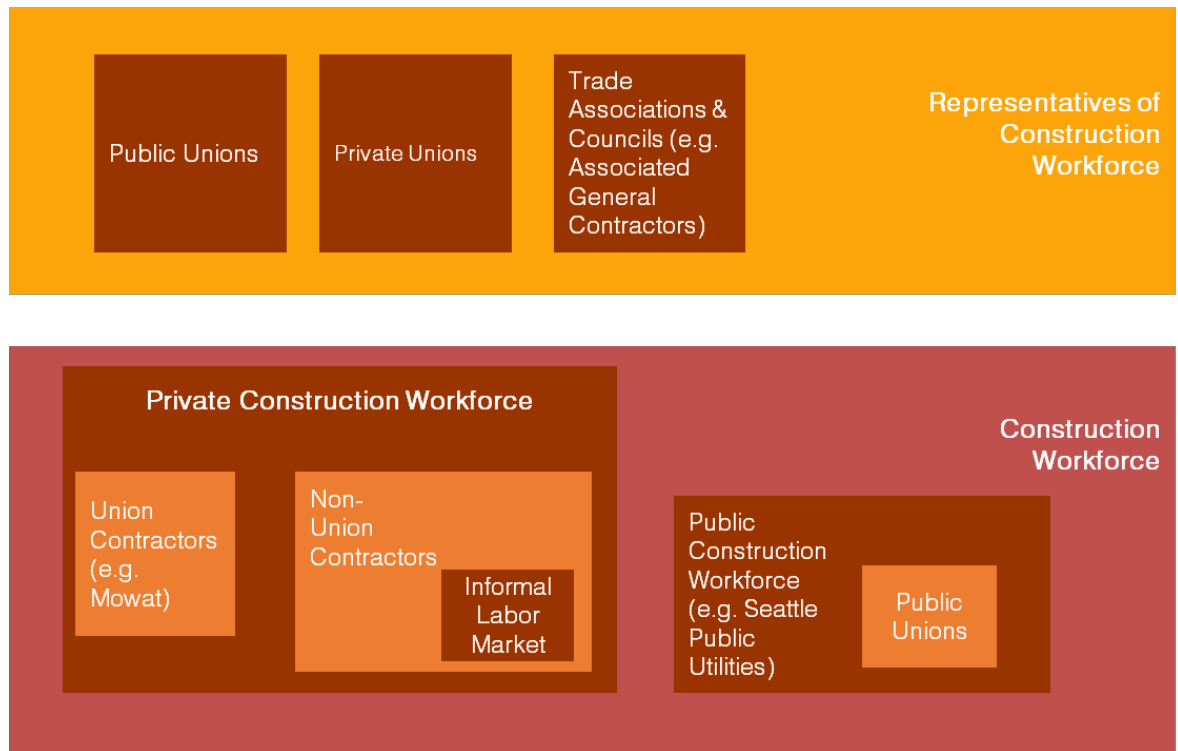 Public Unions
Private Unions
Trade
Associations &
Councils (e.g.
Associated
General
Contractors)
Representatives of
Construction
Workforce
Private Construction Workforce
Union
Contractors
(e.g.
Mowat)
Non-
Union
Contractors
Informal
Labor
Market
Construction
Workforce
Public
Construction
Workforce
(e.g. Seattle
Public
Utilities)
Public
Unions